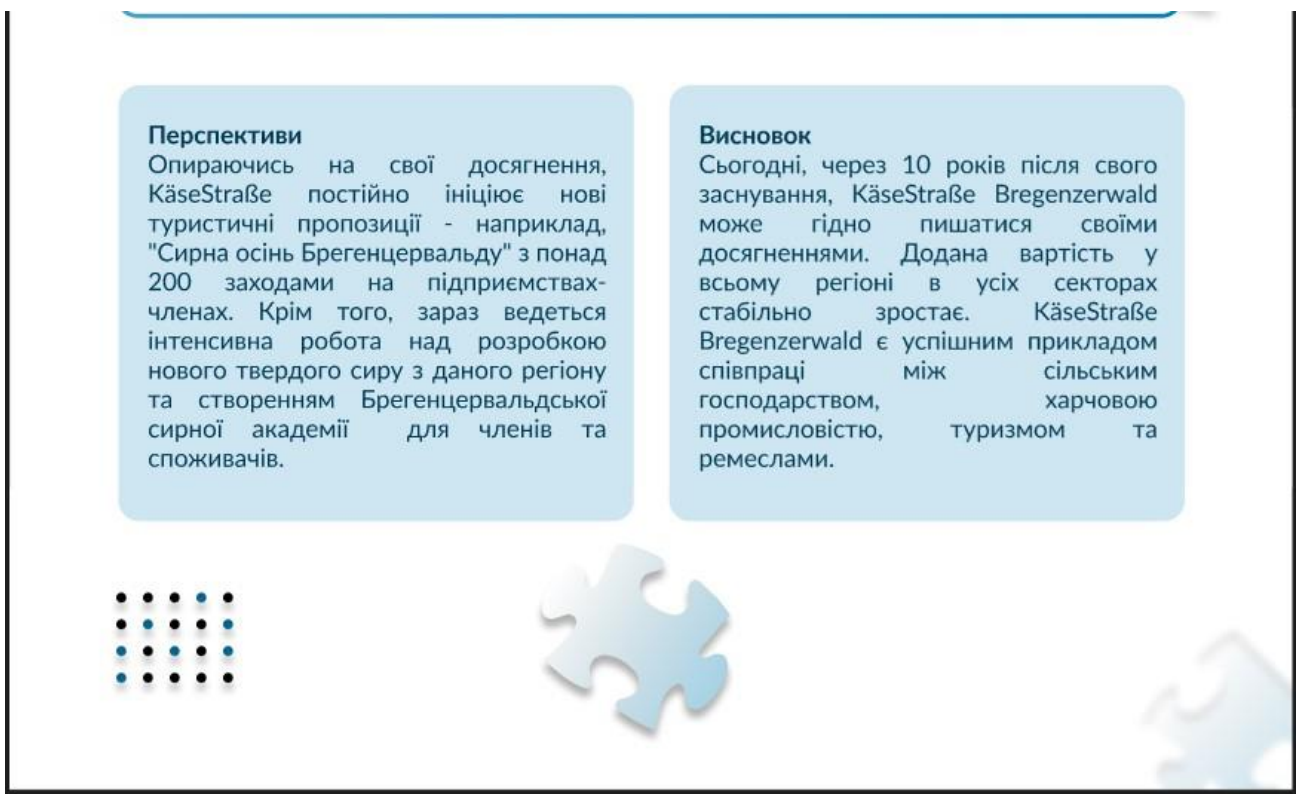 Перспективи
Опираючись на свої досягнення,
KäseStraße постійно ініціює нові
туристичні пропозиції - наприклад,
"Сирна осінь Брегенцервальду" з понад
200 заходами на підприємствах-
членах. Крім того, зараз ведеться
інтенсивна робота над розробкою
нового твердого сиру з даного регіону
та створенням Брегенцервальдської
сирної академії для членів та
споживачів.
Висновок
Сьогодні, через 10 років після свого
заснування, KäseStraße Bregenzerwald
може гідно пишатися своїми
досягненнями. Додана вартість у
всьому регіоні в усіх секторах
стабільно зростає. KäseStraße
Bregenzerwald є успішним прикладом
співпраці між сільським
господарством, харчовою
промисловістю, туризмом та
ремеслами.